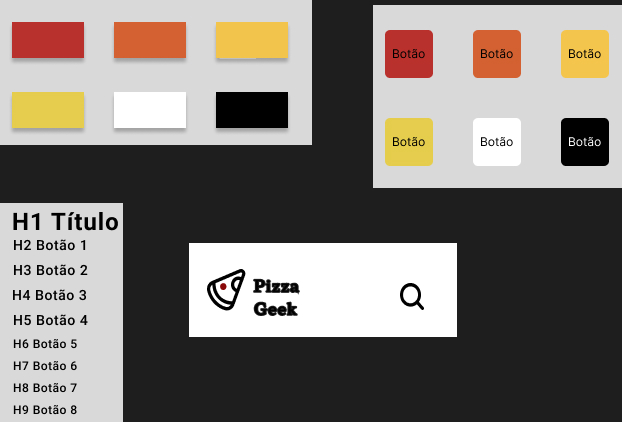 Botão Botão Botão
Botão Botão Botão
H1 Título
H2 Botão 1
H3 Botão 2
H4 Botão 3
H5 Botão 4
H6 Botão 5
H7 Botão 6
H8 Botão 7
H9 Botão 8
Pizza
Geek